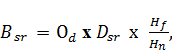 B_sr = O_d x D_sr x H_f/H_n,